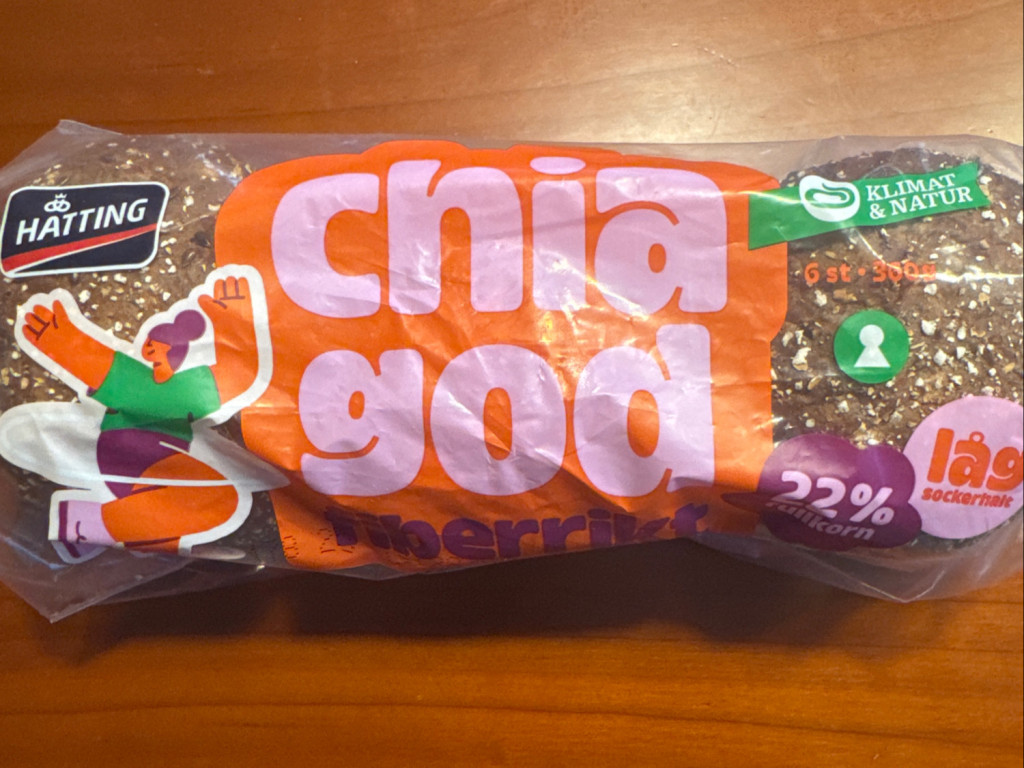 HATTING
chia
god
fiberrikt
KLIMAT
& NATUR
6 st • 300g
22%
fullkorn
låg
sockerhalt